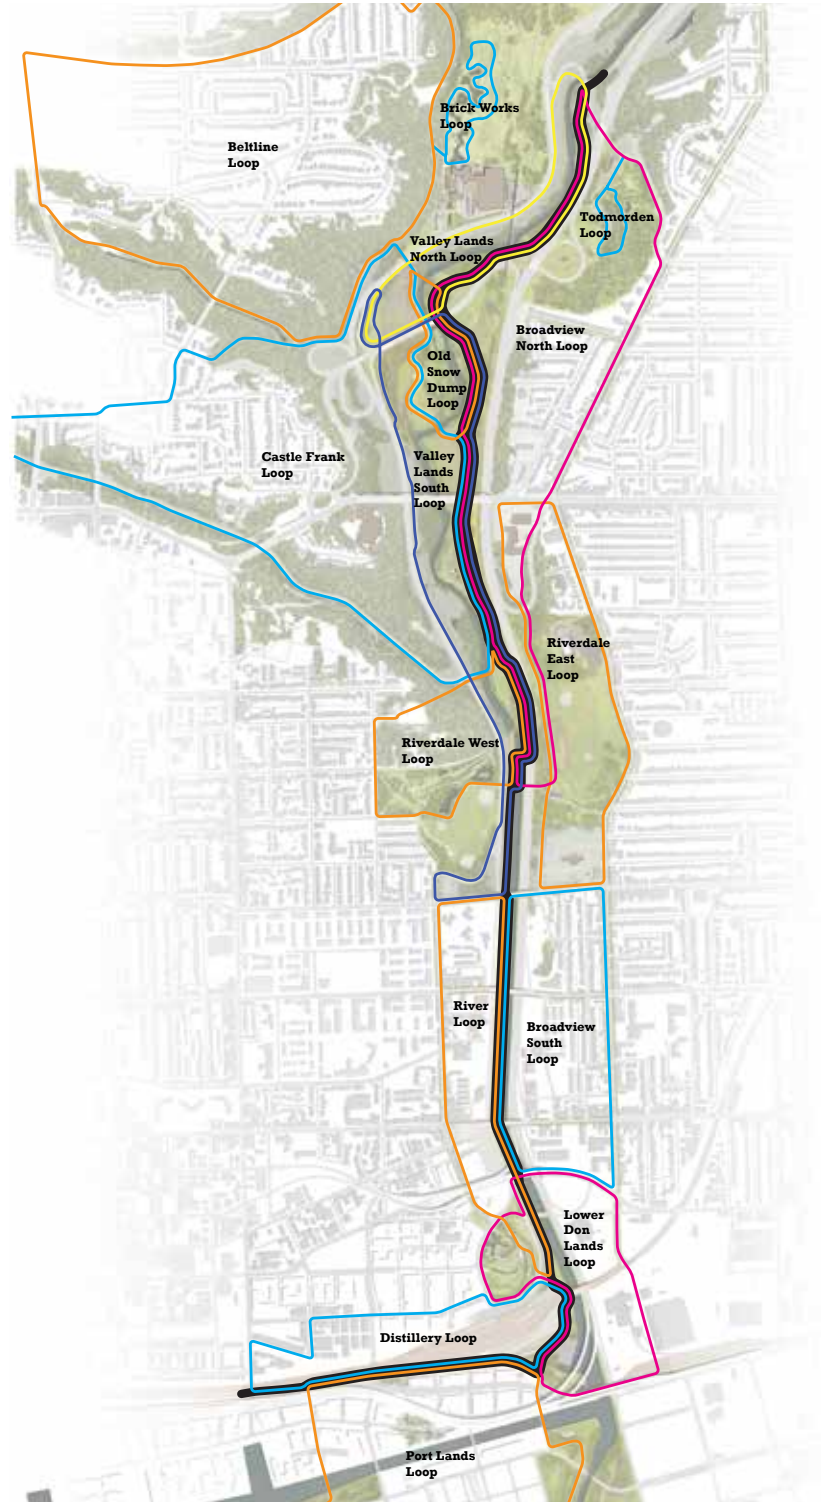 Brick Works
Loop
Beltline
Loop
Todmorden
Loop
Valley Lands
North Loop
Broadview
North Loop
Old
Snow
Dump
Loop
Castle Frank
Loop
Valley
Lands
South
Loop
Riverdale
East
Loop
Riverdale West
Loop
River
Loop
Broadview
South
Loop
Lower
Don
Lands
Loop
Distillery Loop
Port Lands
Loop